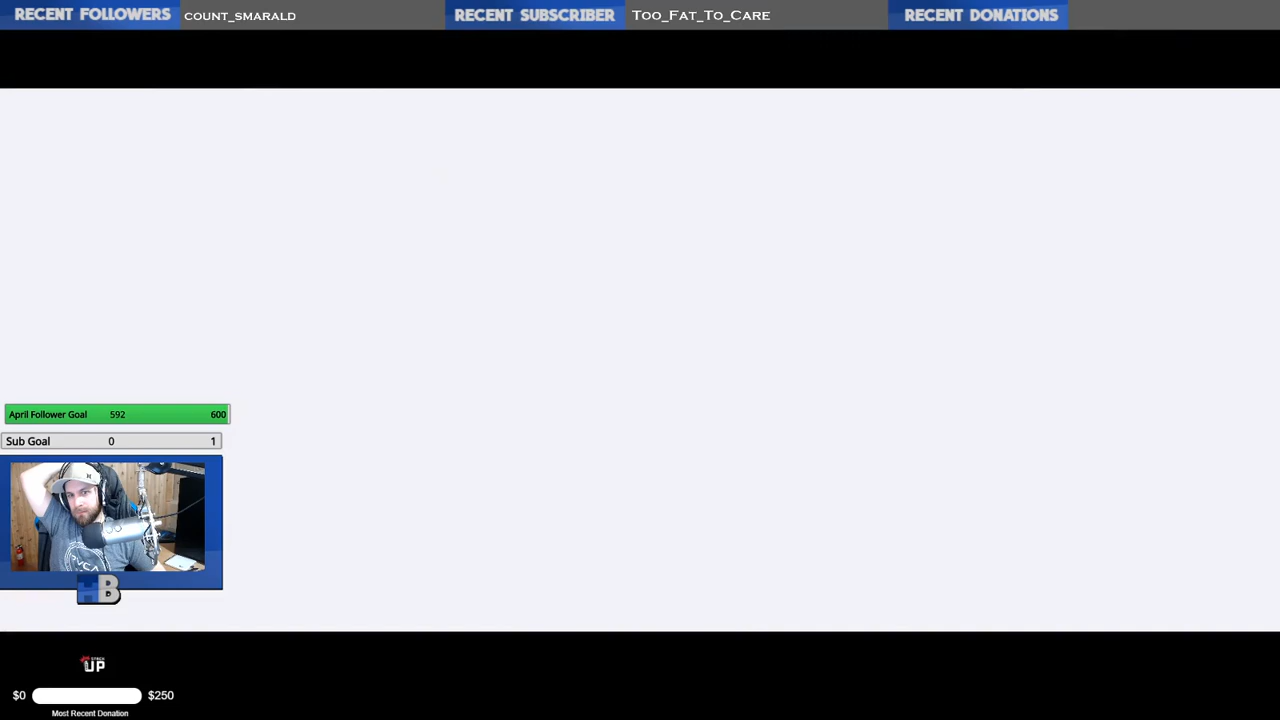 RECENT FOLLOWERS
COUNT_SMARALD
RECENT SUBSCRIBER
Too_Fat_To_Care
RECENT DONATIONS
April Follower Goal 592 600
Sub Goal 0 1
HB
UP
$0 $250
Most Recent Donation